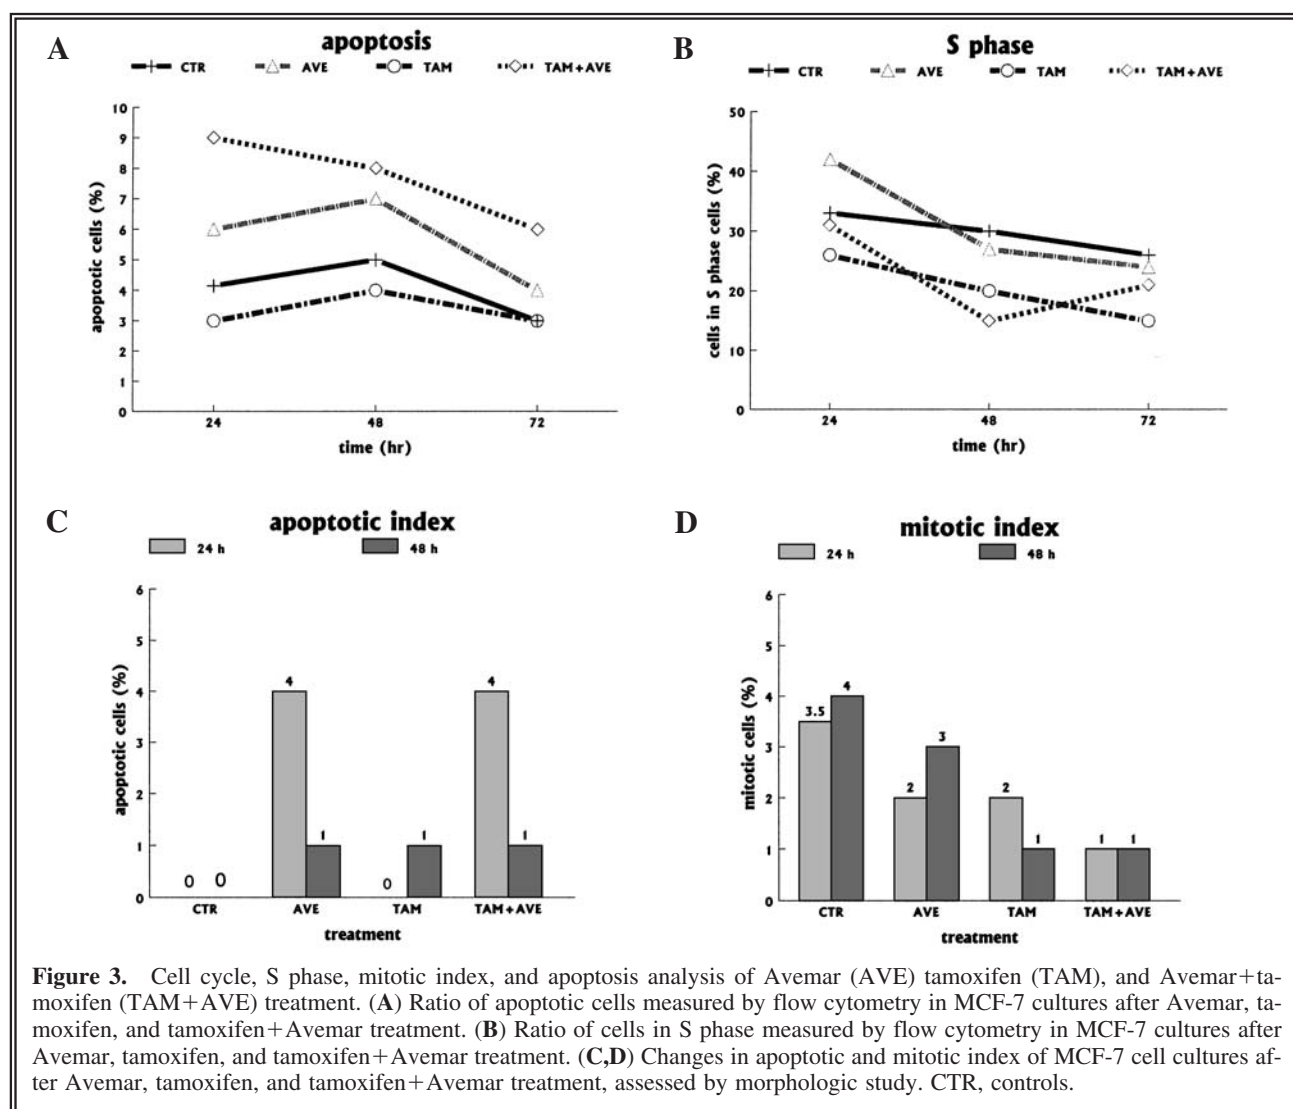 A
apoptosis
CTR AVE TAM TAM+AVE
10
9
8
7
6
5
4
3
2
1
0
apoptotic cells (%)
24 48 72
time (hr)
B
S phase
CTR AVE TAM TAM+AVE
50
40
30
20
10
0
cells in S phase cells (%)
24 48 72
time (hr)
C
apoptotic index
24 h 48 h
6
5
4
3
2
1
0
apoptotic cells (%)
0 0 4 1 0 1 4 1
CTR AVE TAM TAM+AVE
treatment
D
mitotic index
24 h 48 h
6
5
4
3
2
1
0
mitotic cells (%)
3.5 4 2 3 2 1 1 1
CTR AVE TAM TAM+AVE
treatment
Figure 3. Cell cycle, S phase, mitotic index, and apoptosis analysis of Avemar (AVE) tamoxifen (TAM), and Avemar+ta-
moxifen (TAM+AVE) treatment. (A) Ratio of apoptotic cells measured by flow cytometry in MCF-7 cultures after Avemar, ta-
moxifen, and tamoxifen+Avemar treatment. (B) Ratio of cells in S phase measured by flow cytometry in MCF-7 cultures after
Avemar, tamoxifen, and tamoxifen+Avemar treatment. (C,D) Changes in apoptotic and mitotic index of MCF-7 cell cultures af-
ter Avemar, tamoxifen, and tamoxifen+Avemar treatment, assessed by morphologic study. CTR, controls.